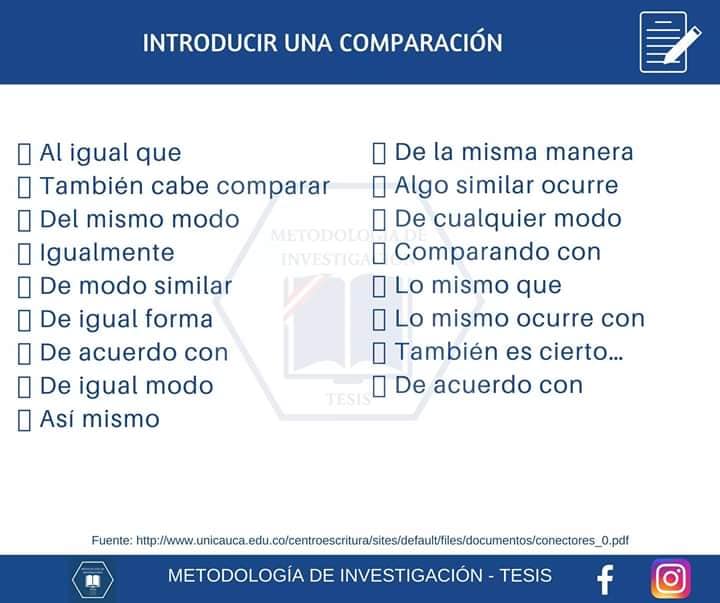 INTRODUCIR UNA COMPARACIÓN
Al igual que
También cabe comparar
Del mismo modo
Igualmente
De modo similar
De igual forma
De acuerdo con
De igual modo
Así mismo
De la misma manera
Algo similar ocurre
De cualquier modo
Comparando con
Lo mismo que
Lo mismo ocurre con
También es cierto...
De acuerdo con
METODOLOGÍA DE
INVESTIGACIÓN
TESIS
Fuente: http://www.unicauca.edu.co/centroescritura/sites/default/files/documentos/conectores_0.pdf
METODOLOGÍA DE INVESTIGACIÓN - TESIS